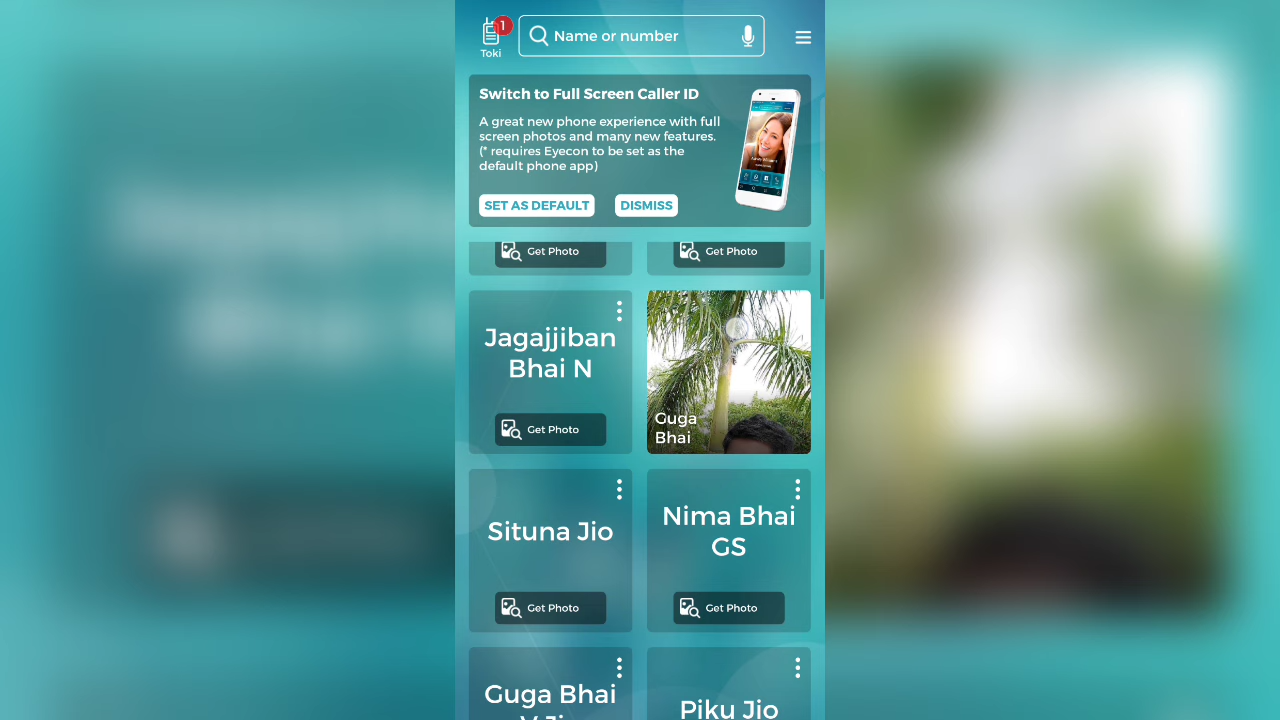 1
Toki
Name or number
Switch to Full Screen Caller ID
A great new phone experience with full
screen photos and many new features.
(* requires Eyecon to be set as the
default phone app)
SET AS DEFAULT
DISMISS
Get Photo
Get Photo
Jagajjiban
Bhai N
Get Photo
Guga
Bhai
Situna Jio
Get Photo
Nima Bhai
GS
Get Photo
Guga Bhai
Piku Jio